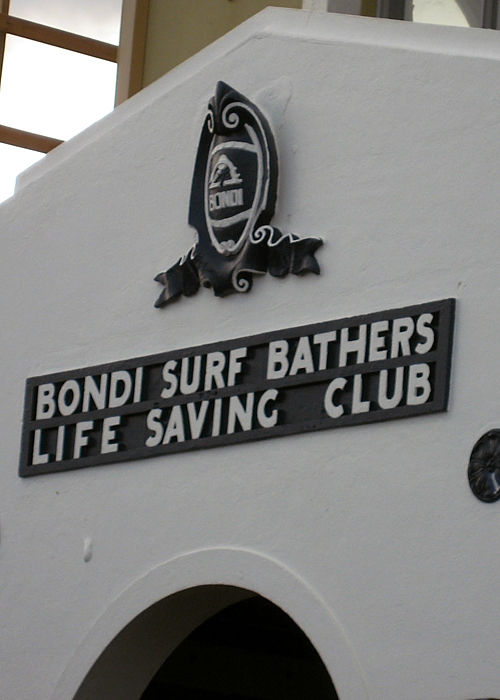 BONDI
BONDI SURF BATHERS
LIFE SAVING CLUB